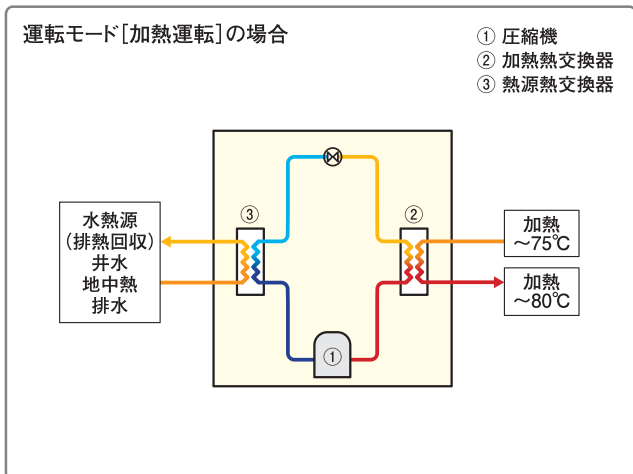 運転モード[加熱運転]の場合
① 圧縮機
② 加熱熱交換器
③ 熱源熱交換器
③
②
水熱源
(排熱回収)
井水
地中熱
排水
加熱
～75℃
加熱
～80℃
①